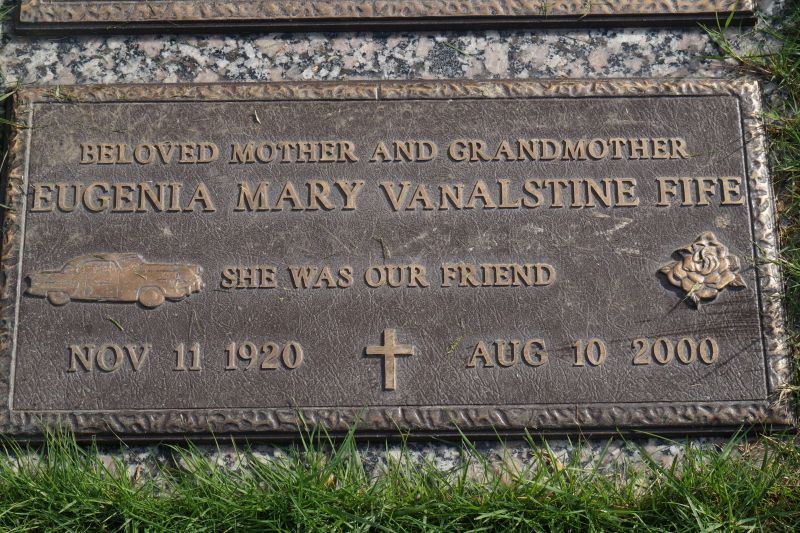 BELOVED MOTHER AND GRANDMOTHER
EUGENIA MARY VANALSTINE FIFE
SHE WAS OUR FRIEND
NOV 11 1920 AUG 10 2000